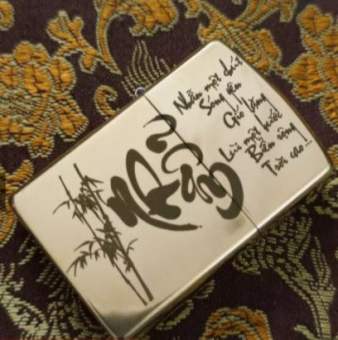 Nhẫn một chút
Sóng yên
Gió lặng
Lùi một bước
Biển rộng
Trời cao!